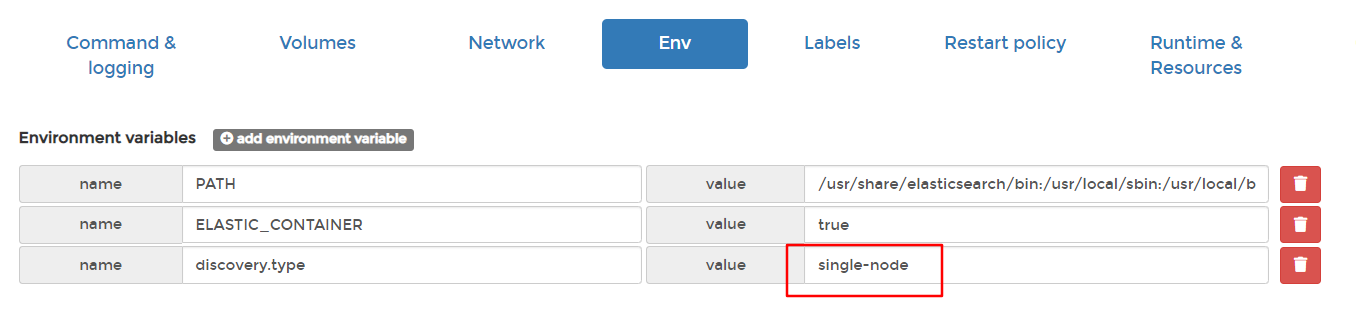 Command & logging
Volumes
Network
Env
Labels
Restart policy
Runtime & Resources
Environment variables add environment variable
name PATH value /usr/share/elasticsearch/bin:/usr/local/sbin:/usr/local/b
name ELASTIC_CONTAINER value true
name discovery.type value single-node